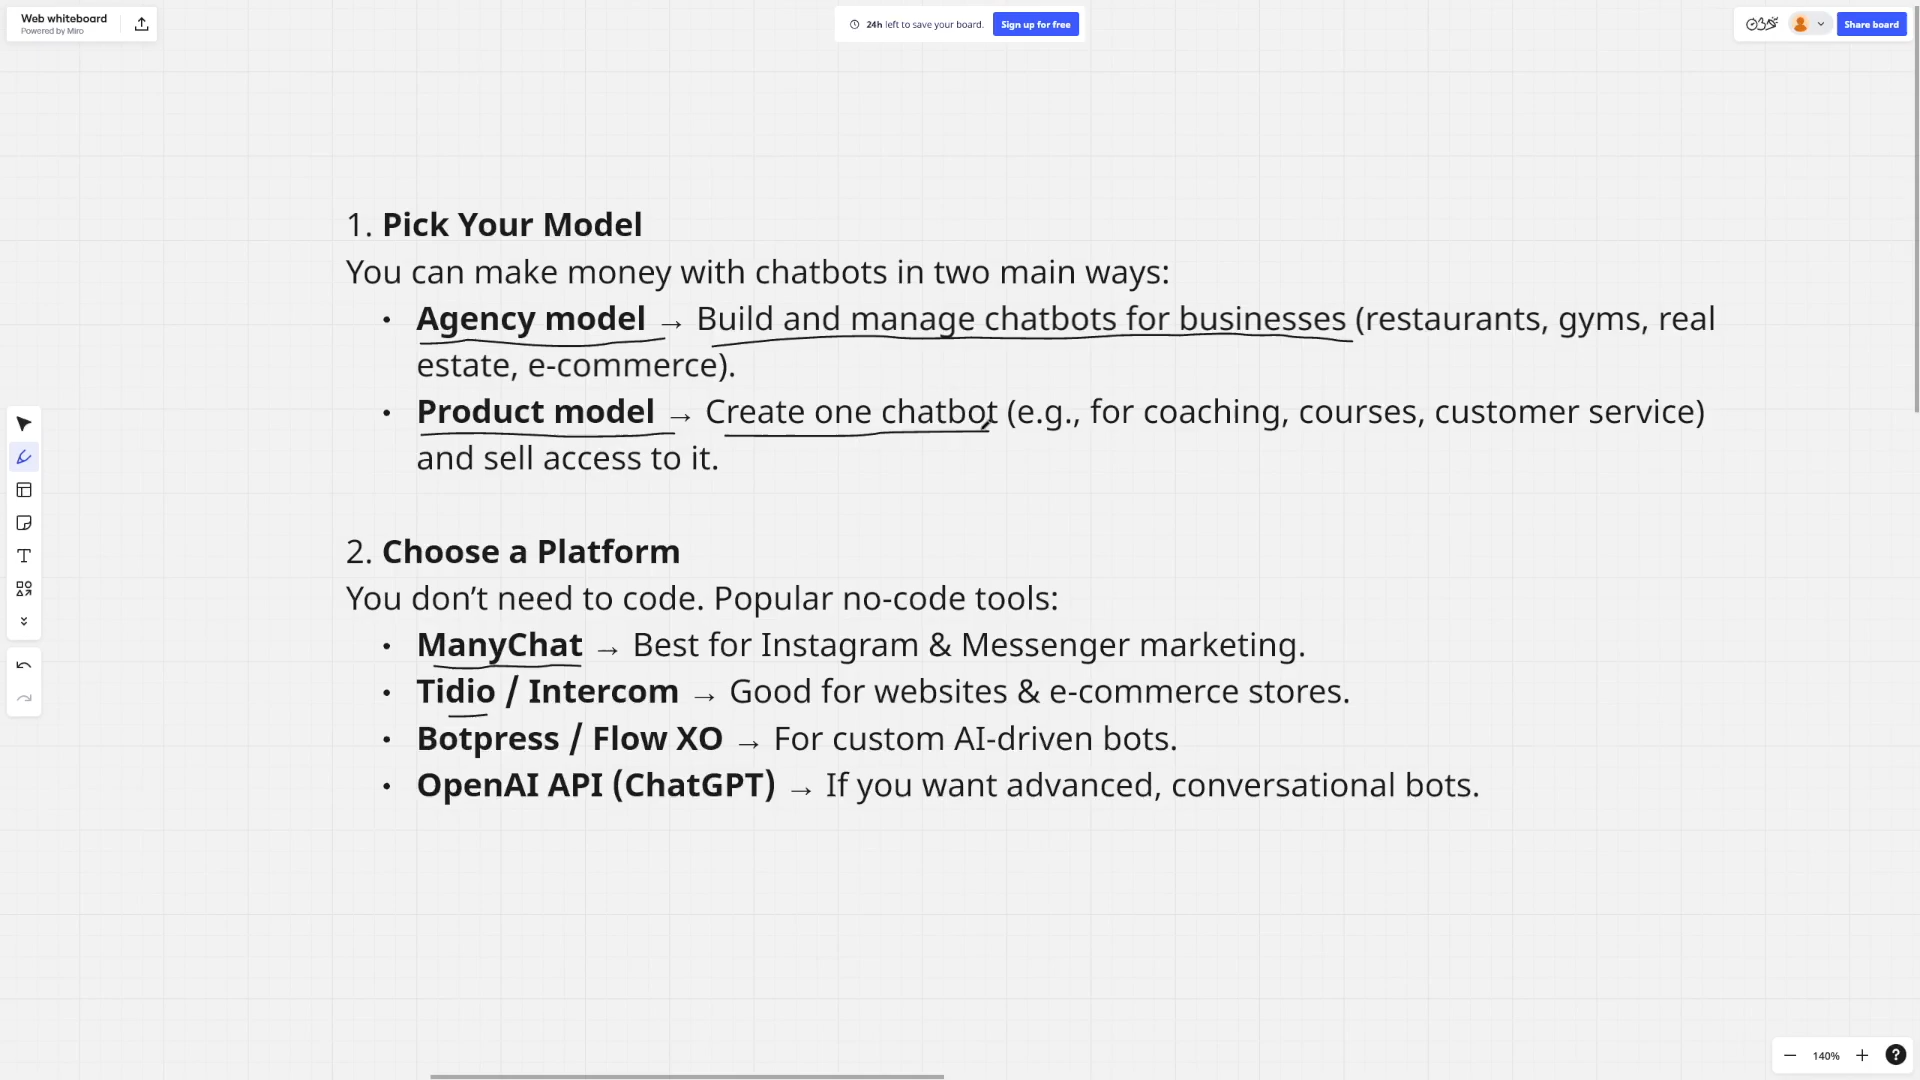 Web whiteboard
Powered by Miro
24h left to save your board. Sign up for free
Share board
1. Pick Your Model
You can make money with chatbots in two main ways:
• Agency model → Build and manage chatbots for businesses (restaurants, gyms, real
estate, e-commerce).
• Product model → Create one chatbot (e.g., for coaching, courses, customer service)
and sell access to it.
2. Choose a Platform
You don’t need to code. Popular no-code tools:
• ManyChat → Best for Instagram & Messenger marketing.
• Tidio / Intercom → Good for websites & e-commerce stores.
• Botpress / Flow XO → For custom AI-driven bots.
• OpenAI API (ChatGPT) → If you want advanced, conversational bots.
140%